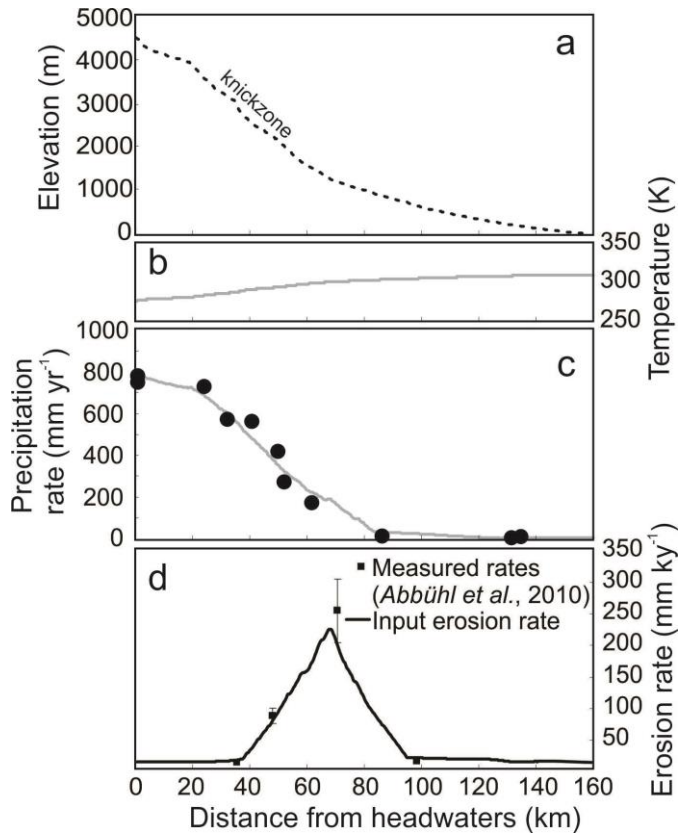 a
5000
4000
3000
2000
1000
0
Elevation (m)
knickzone
b
350
300
250
Temperature (K)
c
1000
800
600
400
200
0
Precipitation
rate (mm yr⁻¹)
d
Measured rates
(Abbühl et al., 2010)
Input erosion rate
350
300
250
200
150
100
50
Erosion rate (mm ky⁻¹)
0 20 40 60 80 100 120 140 160
Distance from headwaters (km)